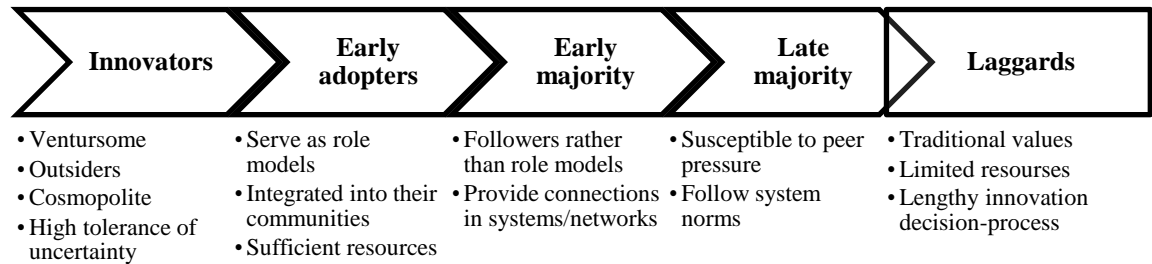 Innovators
Early
adopters
Early
majority
Late
majority
Laggards
• Ventursome
• Outsiders
• Cosmopolite
• High tolerance of
uncertainty
• Serve as role
models
• Integrated into their
communities
• Sufficient resources
• Followers rather
than role models
• Provide connections
in systems/networks
• Susceptible to peer
pressure
• Follow system
norms
• Traditional values
• Limited resourses
• Lengthy innovation
decision-process